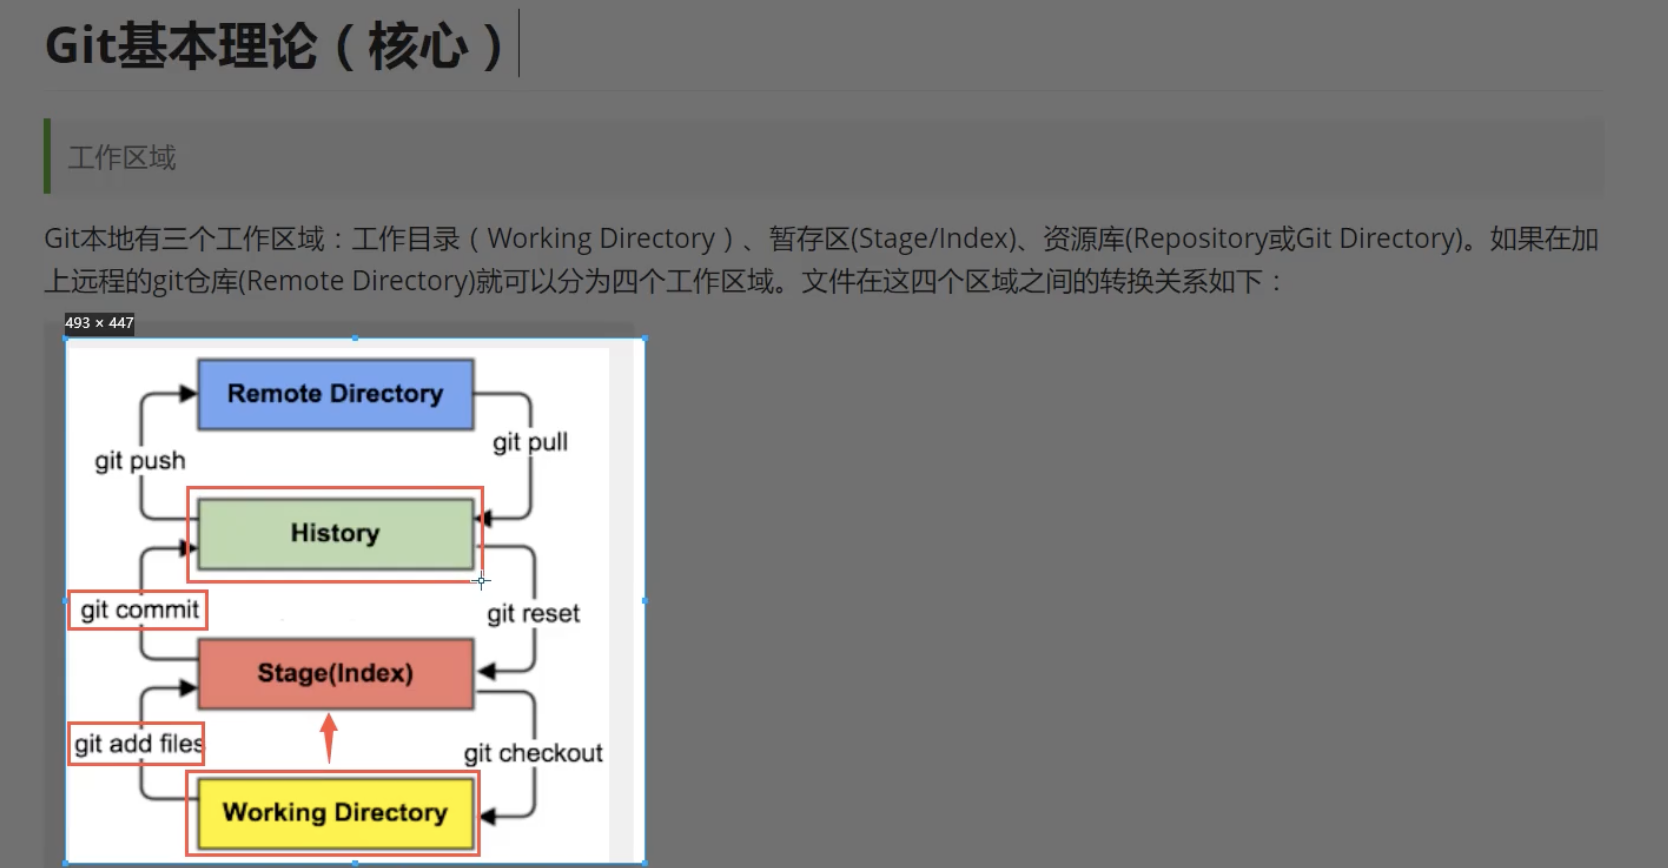 Git基本理论（核心）
工作区域
Git本地有三个工作区域：工作目录（Working Directory）、暂存区(Stage/Index)、资源库(Repository或Git Directory)。如果在加
上远程的git仓库(Remote Directory)就可以分为四个工作区域。文件在这四个区域之间的转换关系如下：
493 × 447
Remote Directory
git pull
git push
History
git commit
git reset
Stage(Index)
git add files
git checkout
Working Directory